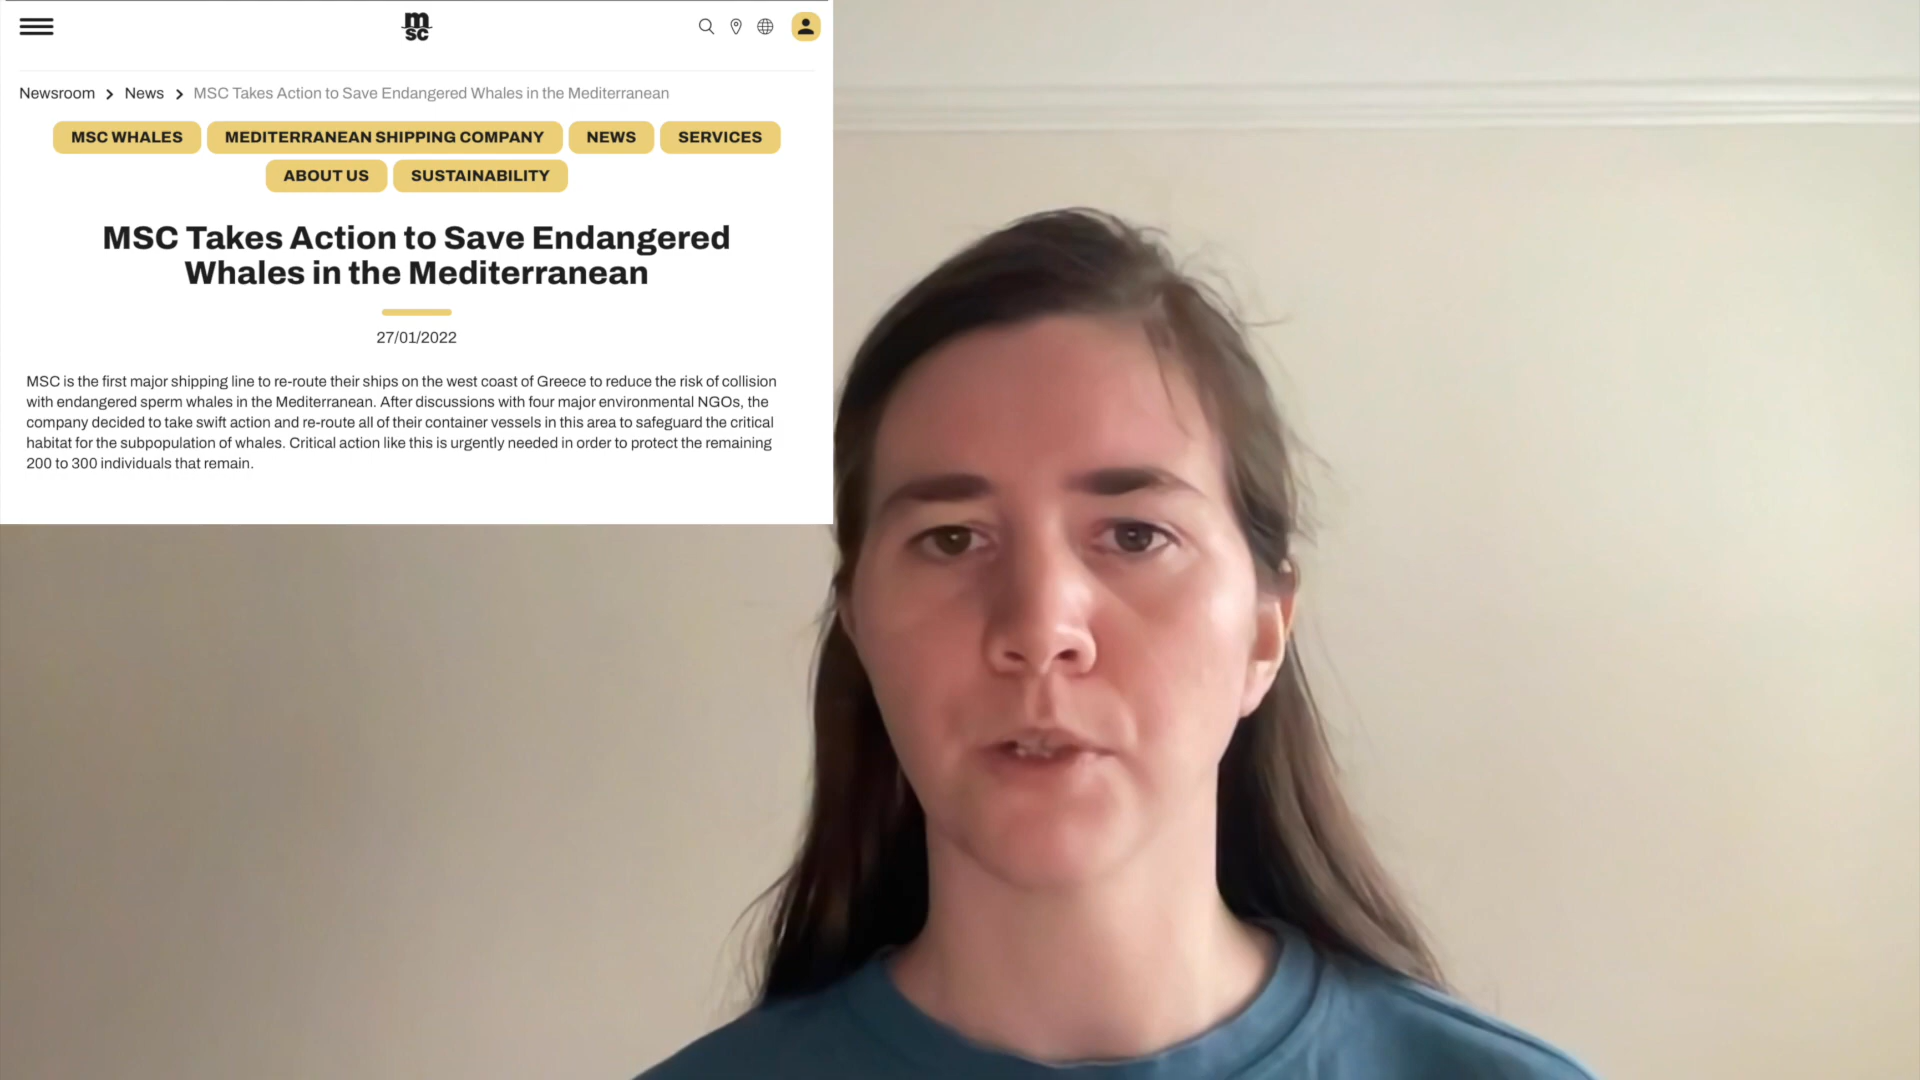 m
sc
Newsroom > News > MSC Takes Action to Save Endangered Whales in the Mediterranean
MSC WHALES MEDITERRANEAN SHIPPING COMPANY NEWS SERVICES
ABOUT US SUSTAINABILITY
MSC Takes Action to Save Endangered
Whales in the Mediterranean
27/01/2022
MSC is the first major shipping line to re-route their ships on the west coast of Greece to reduce the risk of collision
with endangered sperm whales in the Mediterranean. After discussions with four major environmental NGOs, the
company decided to take swift action and re-route all of their container vessels in this area to safeguard the critical
habitat for the subpopulation of whales. Critical action like this is urgently needed in order to protect the remaining
200 to 300 individuals that remain.